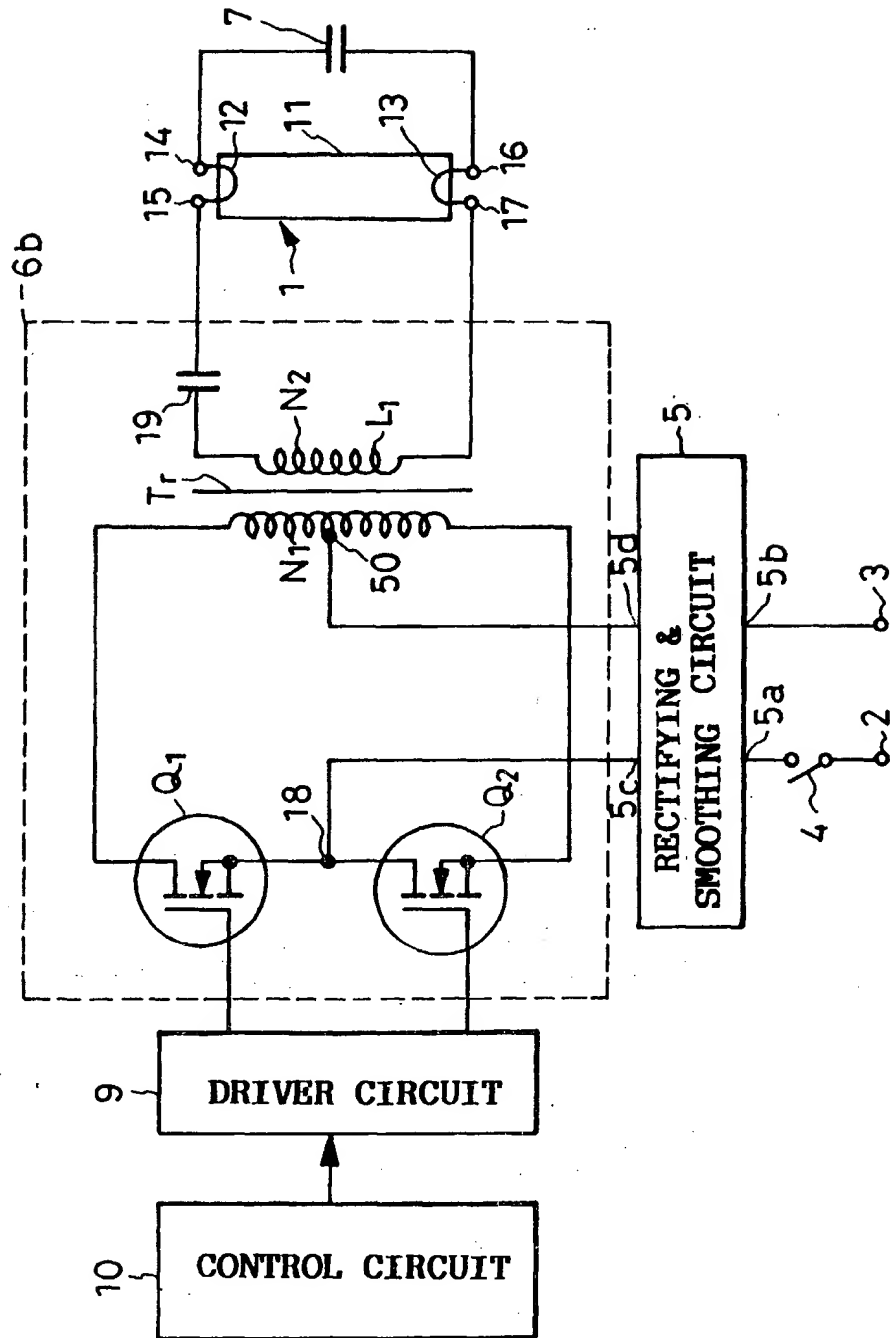 6b
7
14
12
15
11
13
16
17
1
19
N2
L1
Tr
N1
50
Q1
18
Q2
5d
5c
5
RECTIFYING &
SMOOTHING CIRCUIT
5b
5a
3
2
4
9
DRIVER CIRCUIT
10
CONTROL CIRCUIT